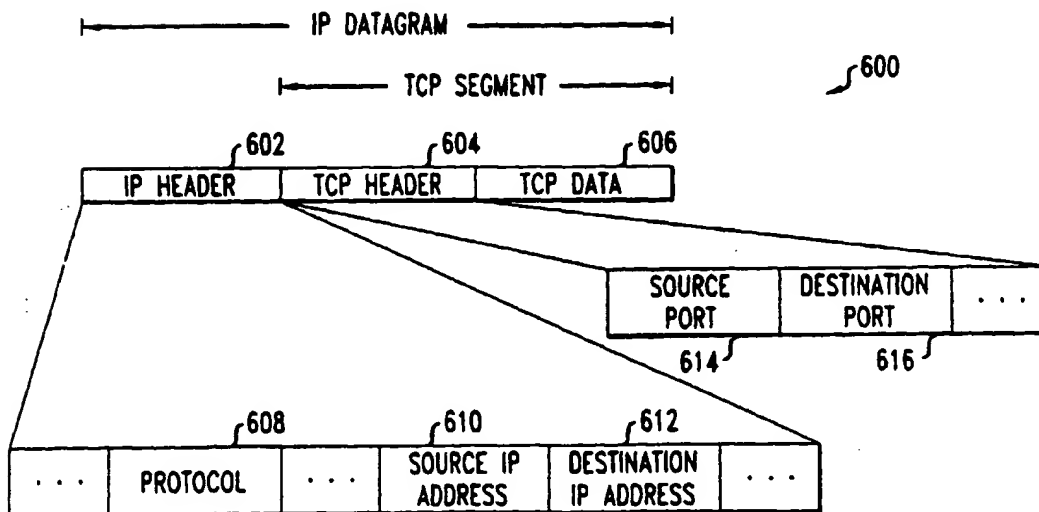 IP DATAGRAM
TCP SEGMENT
600
602
604
606
IP HEADER
TCP HEADER
TCP DATA
SOURCE
PORT
DESTINATION
PORT
. . .
614
616
608
610
612
. . .
PROTOCOL
. . .
SOURCE IP
ADDRESS
DESTINATION
IP ADDRESS
. . .